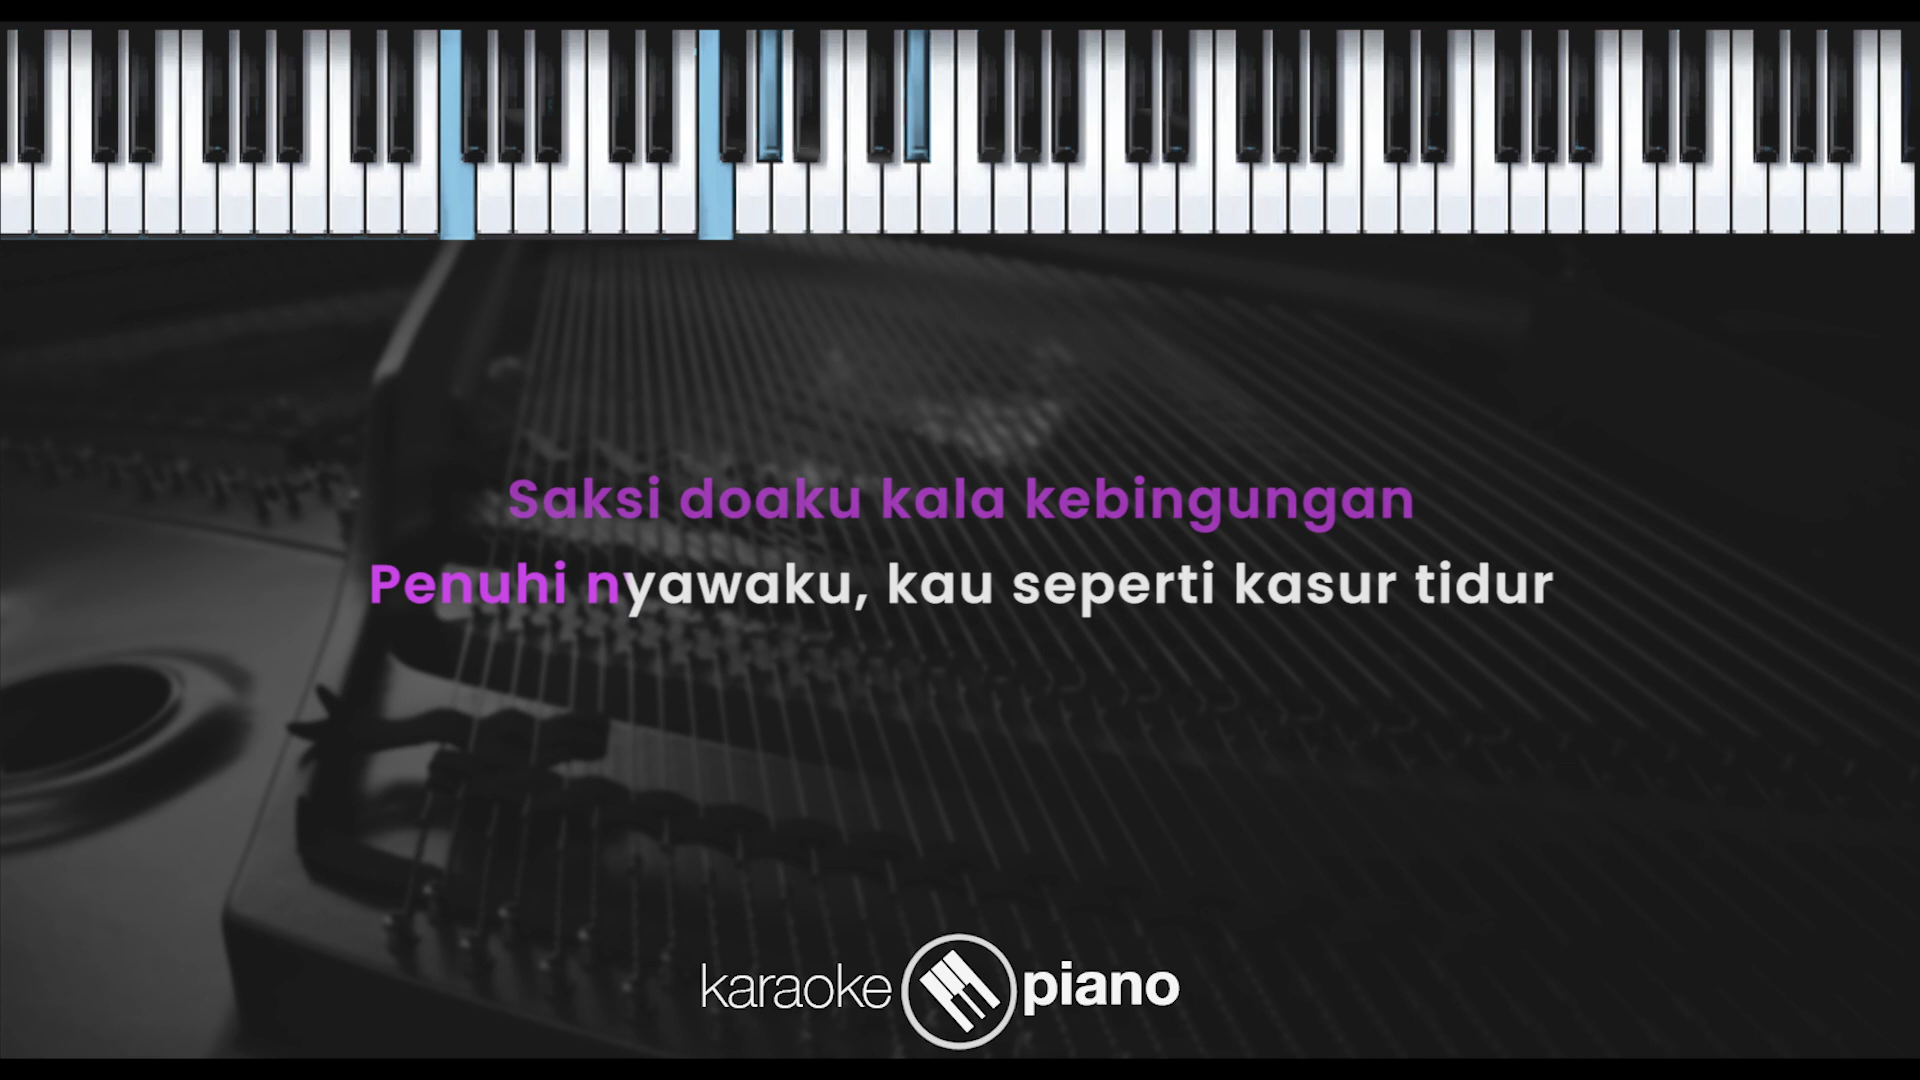 Saksi doaku kala kebingungan
Penuhi nyawaku, kau seperti kasur tidur
karaoke piano